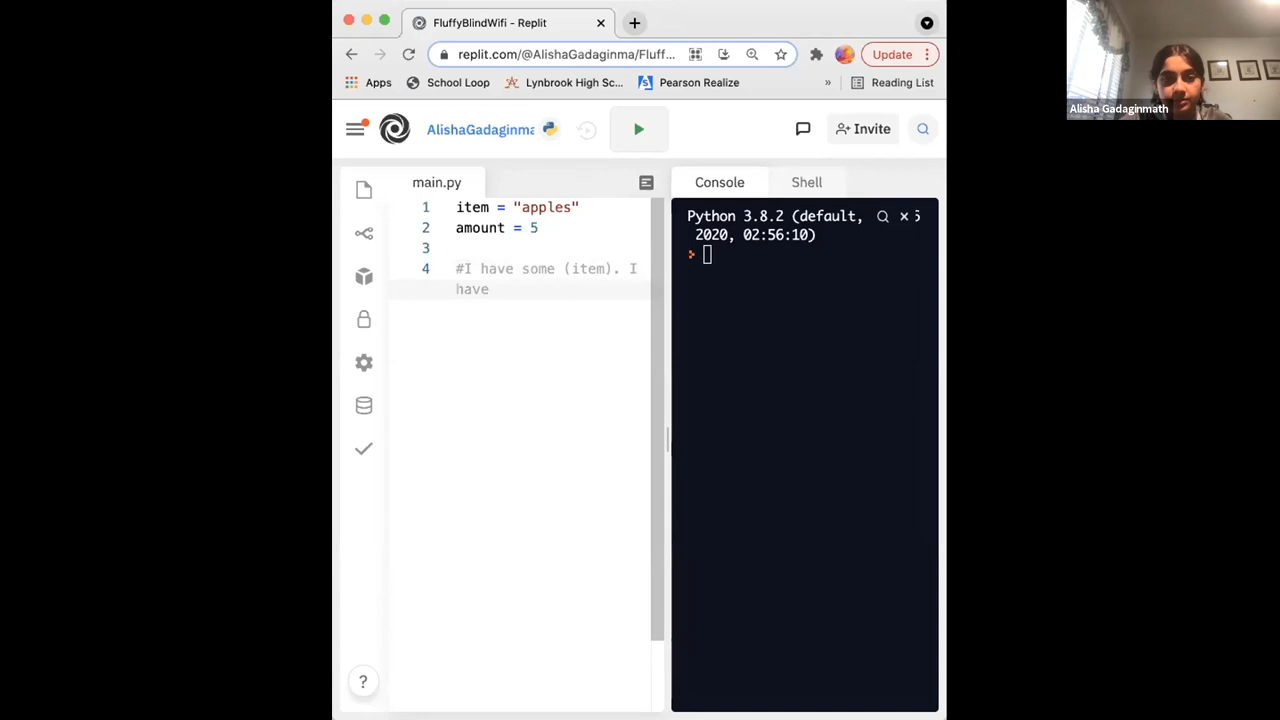 FluffyBlindWifi - Replit
replit.com/@AlishaGadaginma/Fluff...
Update
Apps
School Loop
Lynbrook High Sc...
Pearson Realize
»
Reading List
AlishaGadaginma
Invite
main.py
Console
Shell
1 item = "apples"
2 amount = 5
3
4 #I have some (item). I
have
Python 3.8.2 (default, 5
2020, 02:56:10)
?
Alisha Gadaginmath